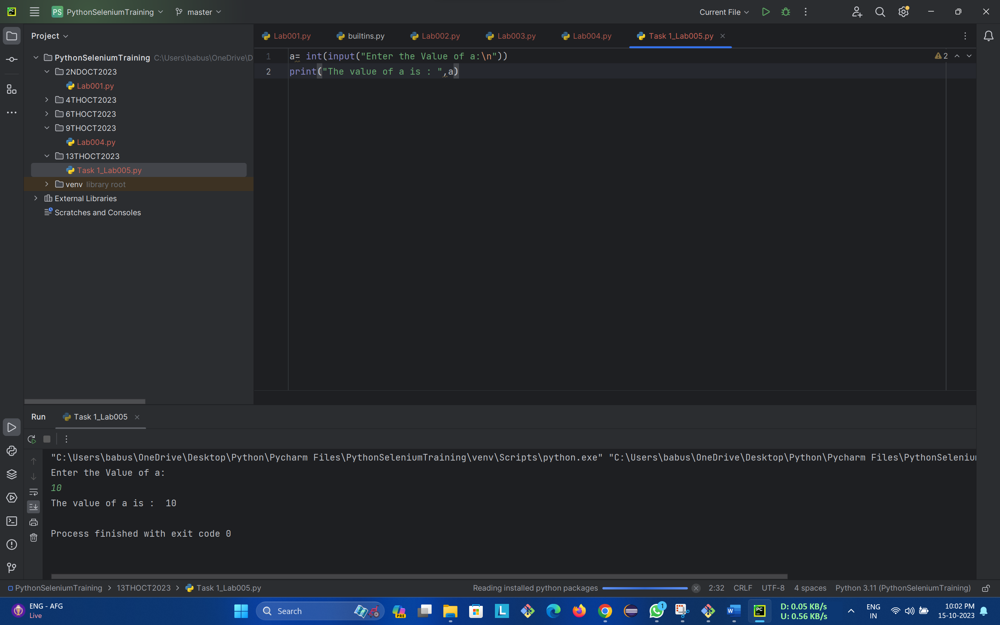 PC PS PythonSeleniumTraining master Current File
Project
Lab001.py builtins.py Lab002.py Lab003.py Lab004.py Task 1_Lab005.py
PythonSeleniumTraining C:\Users\babus\OneDrive\D
2NDOCT2023
Lab001.py
4THOCT2023
6THOCT2023
9THOCT2023
Lab004.py
13THOCT2023
Task 1_Lab005.py
venv library root
External Libraries
Scratches and Consoles
1 a= int(input("Enter the Value of a:\n"))
2
2 print("The value of a is : ",a)
Run Task 1_Lab005
"C:\Users\babus\OneDrive\Desktop\Python\Pycharm Files\PythonSeleniumTraining\venv\Scripts\python.exe" "C:\Users\babus\OneDrive\Desktop\Python\Pycharm Files\PythonSeleniu
Enter the Value of a:
10
The value of a is :  10
Process finished with exit code 0
PythonSeleniumTraining > 13THOCT2023 > Task 1_Lab005.py Reading installed python packages 2:32 CRLF UTF-8 4 spaces Python 3.11 (PythonSeleniumTraining)
ENG - AFG
Live
Search
PRE
L
1
W
PC
D: 0.05 KB/s
U: 0.56 KB/s
ENG
IN
10:02 PM
15-10-2023